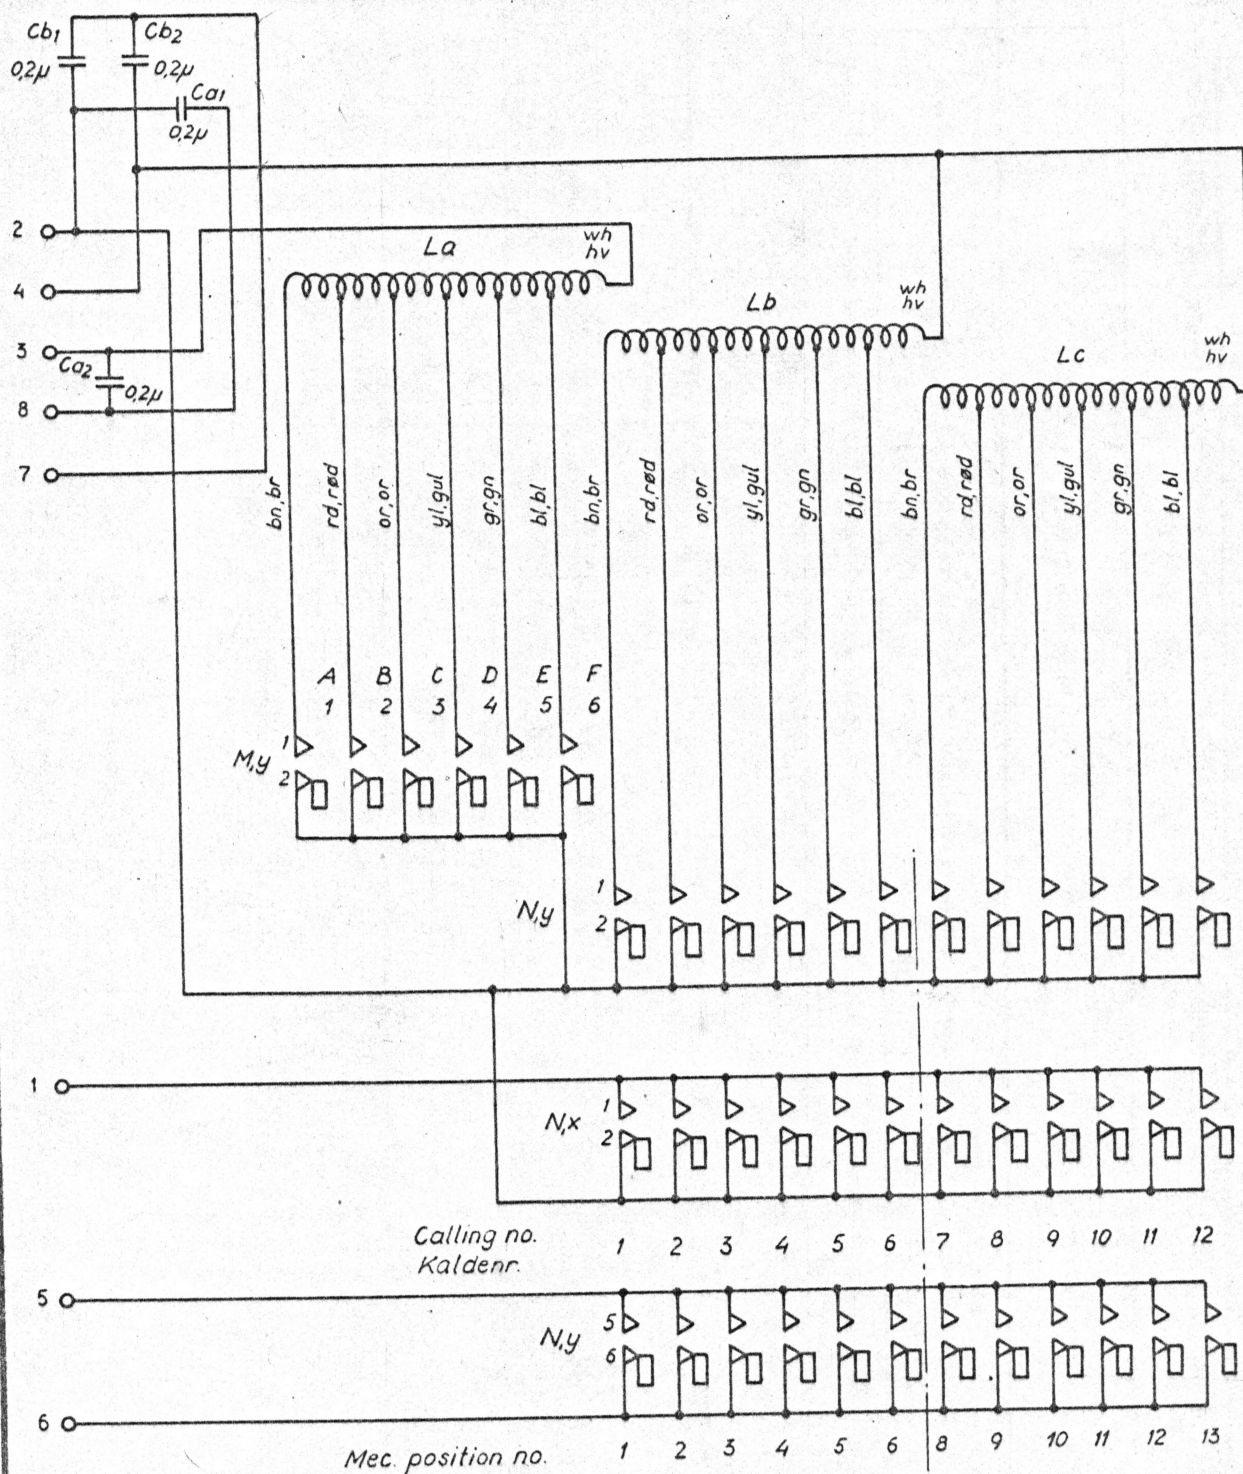 Cb1
Cb2
0,2µ
0,2µ
Ca1
0,2µ
2
4
3
Ca2
0,2µ
8
7
La
wh
hv
Lb
wh
hv
Lc
wh
hv
bn,br
rd,rød
or,or
yl,gul
gr,gn
bl,bl
bn,br
rd,rød
or,or
yl,gul
gr,gn
bl,bl
bn,br
rd,rød
or,or
yl,gul
gr,gn
bl,bl
A B C D E F
1 2 3 4 5 6
M,y
1
2
N,y
1
2
1
N,x
1
2
Calling no. 1 2 3 4 5 6 7 8 9 10 11 12
Kaldenr.
5
N,y
5
6
6
Mec. position no. 1 2 3 4 5 6 8 9 10 11 12 13